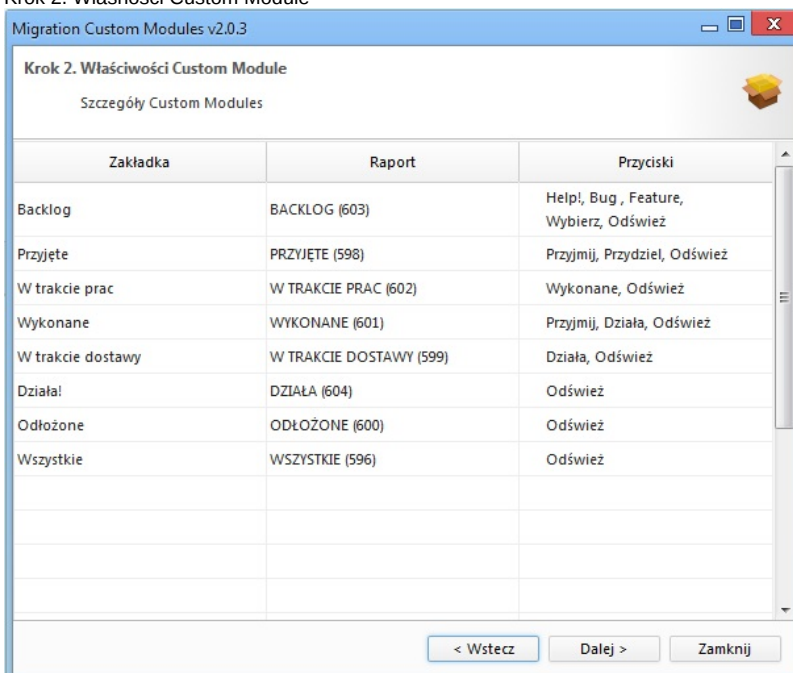 Krok 2. Własności Custom Module
Migration Custom Modules v2.0.3
Krok 2. Właściwości Custom Module
Szczegóły Custom Modules
Zakładka Raport Przyciski
Backlog BACKLOG (603) Help!, Bug , Feature,
Wybierz, Odśwież
Przyjęte PRZYJĘTE (598) Przyjmij, Przydziel, Odśwież
W trakcie prac W TRAKCIE PRAC (602) Wykonane, Odśwież
Wykonane WYKONANE (601) Przyjmij, Działa, Odśwież
W trakcie dostawy W TRAKCIE DOSTAWY (599) Działa, Odśwież
Działa! DZIAŁA (604) Odśwież
Odłożone ODŁOŻONE (600) Odśwież
Wszystkie WSZYSTKIE (596) Odśwież
< Wstecz Dalej > Zamknij